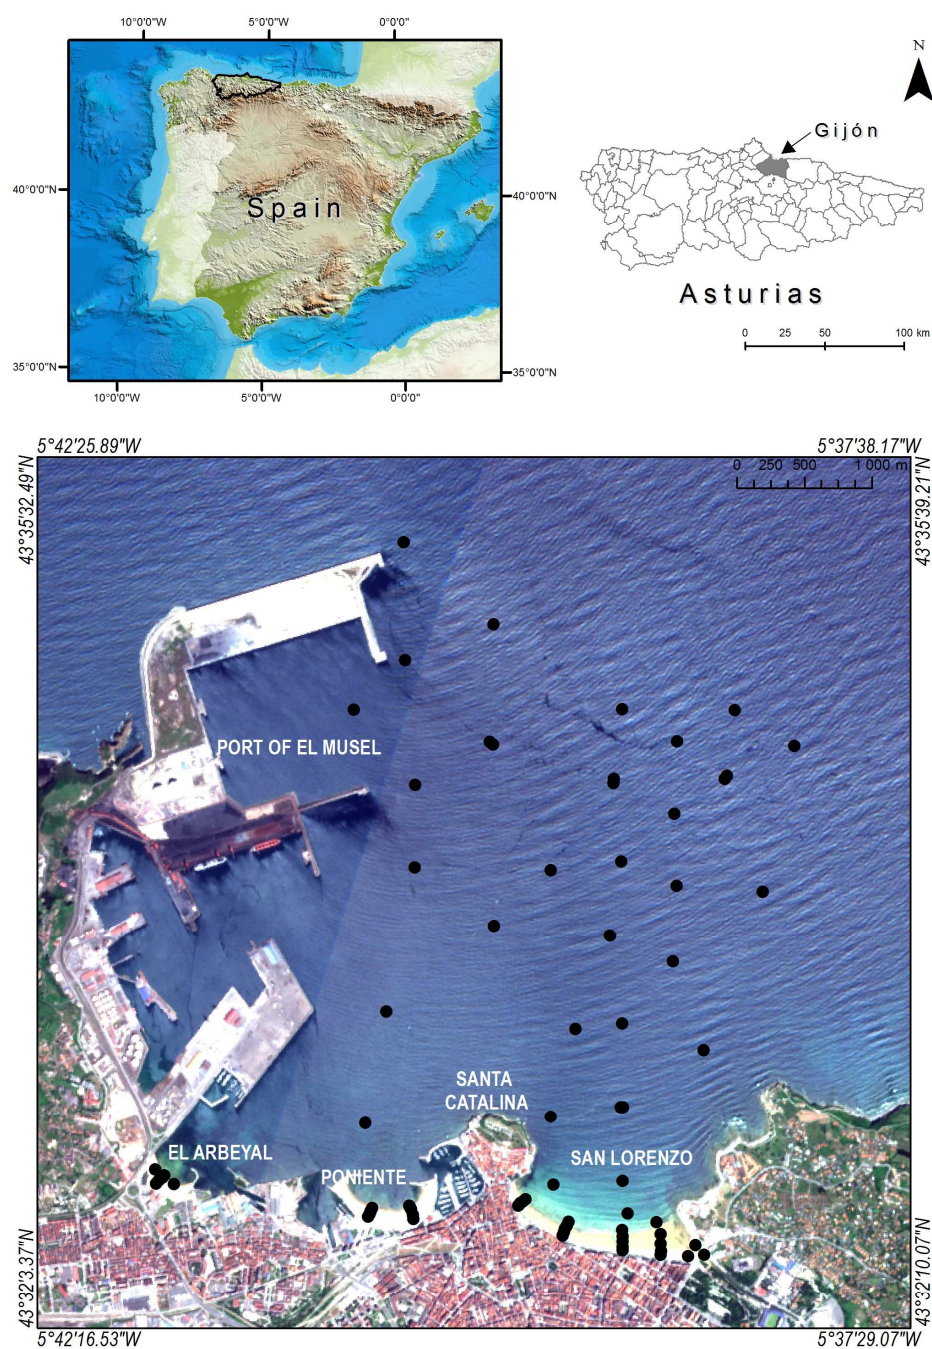 10°0'0"W 5°0'0"W 0°0'0"
N
Gijón
40°0'0"N
40°0'0"N
Spain
Asturias
0 25 50 100 km
35°0'0"N
35°0'0"N
10°0'0"W 5°0'0"W 0°0'0"
5°42'25.89"W 5°37'38.17"W
43°35'32.49"N
43°35'39.21"N
0 250 500 1 000 m
PORT OF EL MUSEL
SANTA
CATALINA
EL ARBEYAL
SAN LORENZO
PONIENTE
43°32'3.37"N
43°32'10.07"N
5°42'16.53"W 5°37'29.07"W